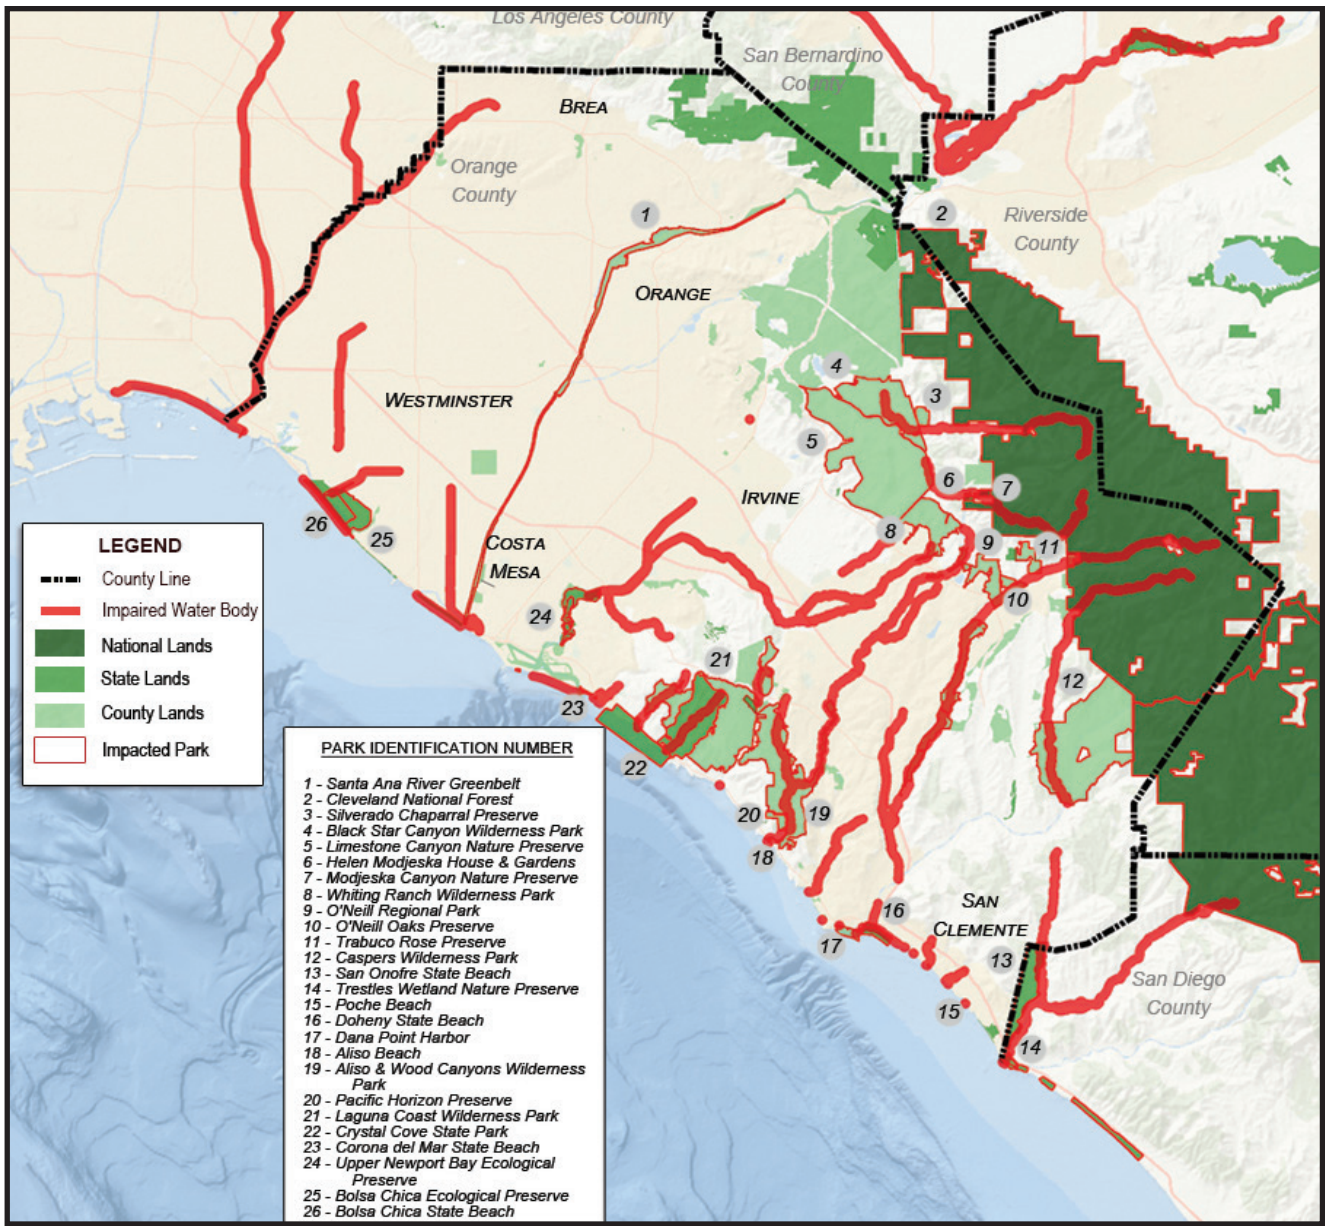 Los Angeles County
San Bernardino
County
BREA
Orange
County
1
2
Riverside
County
ORANGE
4
3
WESTMINSTER
5
IRVINE
6
7
26
25
8
9
11
COSTA
MESA
10
24
21
12
23
22
20
19
18
16
17
SAN
CLEMENTE
13
San Diego
County
15
14
LEGEND
County Line
Impaired Water Body
National Lands
State Lands
County Lands
Impacted Park
PARK IDENTIFICATION NUMBER
1 - Santa Ana River Greenbelt
2 - Cleveland National Forest
3 - Silverado Chaparral Preserve
4 - Black Star Canyon Wilderness Park
5 - Limestone Canyon Nature Preserve
6 - Helen Modjeska House & Gardens
7 - Modjeska Canyon Nature Preserve
8 - Whiting Ranch Wilderness Park
9 - O'Neill Regional Park
10 - O'Neill Oaks Preserve
11 - Trabuco Rose Preserve
12 - Caspers Wilderness Park
13 - San Onofre State Beach
14 - Trestles Wetland Nature Preserve
15 - Poche Beach
16 - Doheny State Beach
17 - Dana Point Harbor
18 - Aliso Beach
19 - Aliso & Wood Canyons Wilderness
Park
20 - Pacific Horizon Preserve
21 - Laguna Coast Wilderness Park
22 - Crystal Cove State Park
23 - Corona del Mar State Beach
24 - Upper Newport Bay Ecological
Preserve
25 - Bolsa Chica Ecological Preserve
26 - Bolsa Chica State Beach